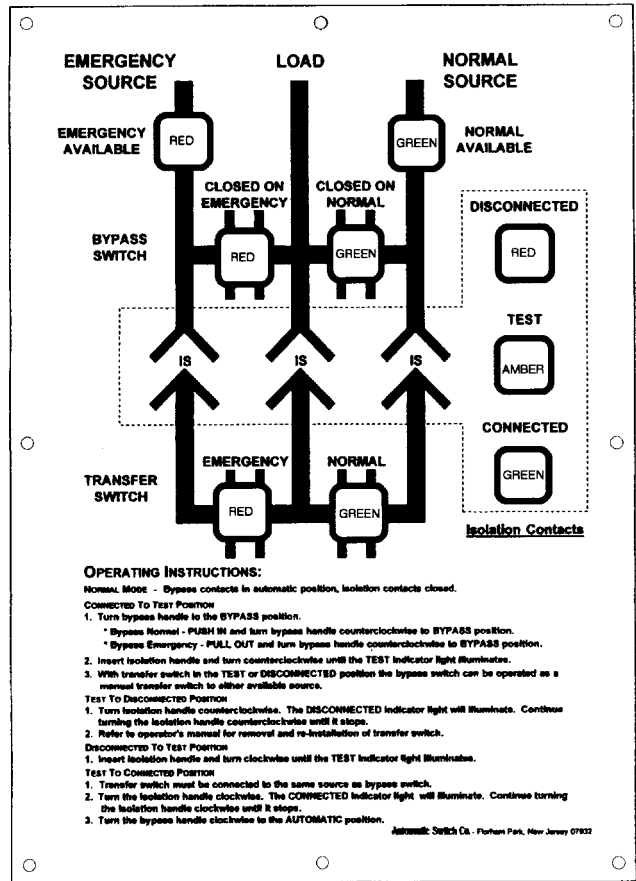 EMERGENCY SOURCE
LOAD
NORMAL SOURCE
EMERGENCY AVAILABLE
RED
GREEN
NORMAL AVAILABLE
CLOSED ON EMERGENCY
CLOSED ON NORMAL
DISCONNECTED
BYPASS SWITCH
RED
GREEN
RED
TEST
IS
IS
IS
AMBER
CONNECTED
EMERGENCY
NORMAL
TRANSFER SWITCH
RED
GREEN
GREEN
Isolation Contacts
OPERATING INSTRUCTIONS:
NORMAL MODE - Bypass contacts in automatic position, isolation contacts closed.
CONNECTED TO TEST POSITION
1. Turn bypass handle to the BYPASS position.
* Bypass Normal - PUSH IN and turn bypass handle counterclockwise to BYPASS position.
* Bypass Emergency - PULL OUT and turn bypass handle counterclockwise to BYPASS position.
2. Insert isolation handle and turn counterclockwise until the TEST indicator light illuminates.
3. With transfer switch in the TEST or DISCONNECTED position the bypass switch can be operated as a
manual transfer switch to either available source.
TEST TO DISCONNECTED POSITION
1. Turn isolation handle counterclockwise. The DISCONNECTED indicator light will illuminate. Continue
turning the isolation handle counterclockwise until it stops.
2. Refer to operator's manual for removal and re-installation of transfer switch.
DISCONNECTED TO TEST POSITION
1. Insert isolation handle and turn clockwise until the TEST indicator light illuminates.
TEST TO CONNECTED POSITION
1. Transfer switch must be connected to the same source as bypass switch.
2. Turn the isolation handle clockwise. The CONNECTED indicator light will illuminate. Continue turning
the isolation handle clockwise until it stops.
3. Turn the bypass handle clockwise to the AUTOMATIC position.
Automatic Switch Co. - Florham Park, New Jersey 07932